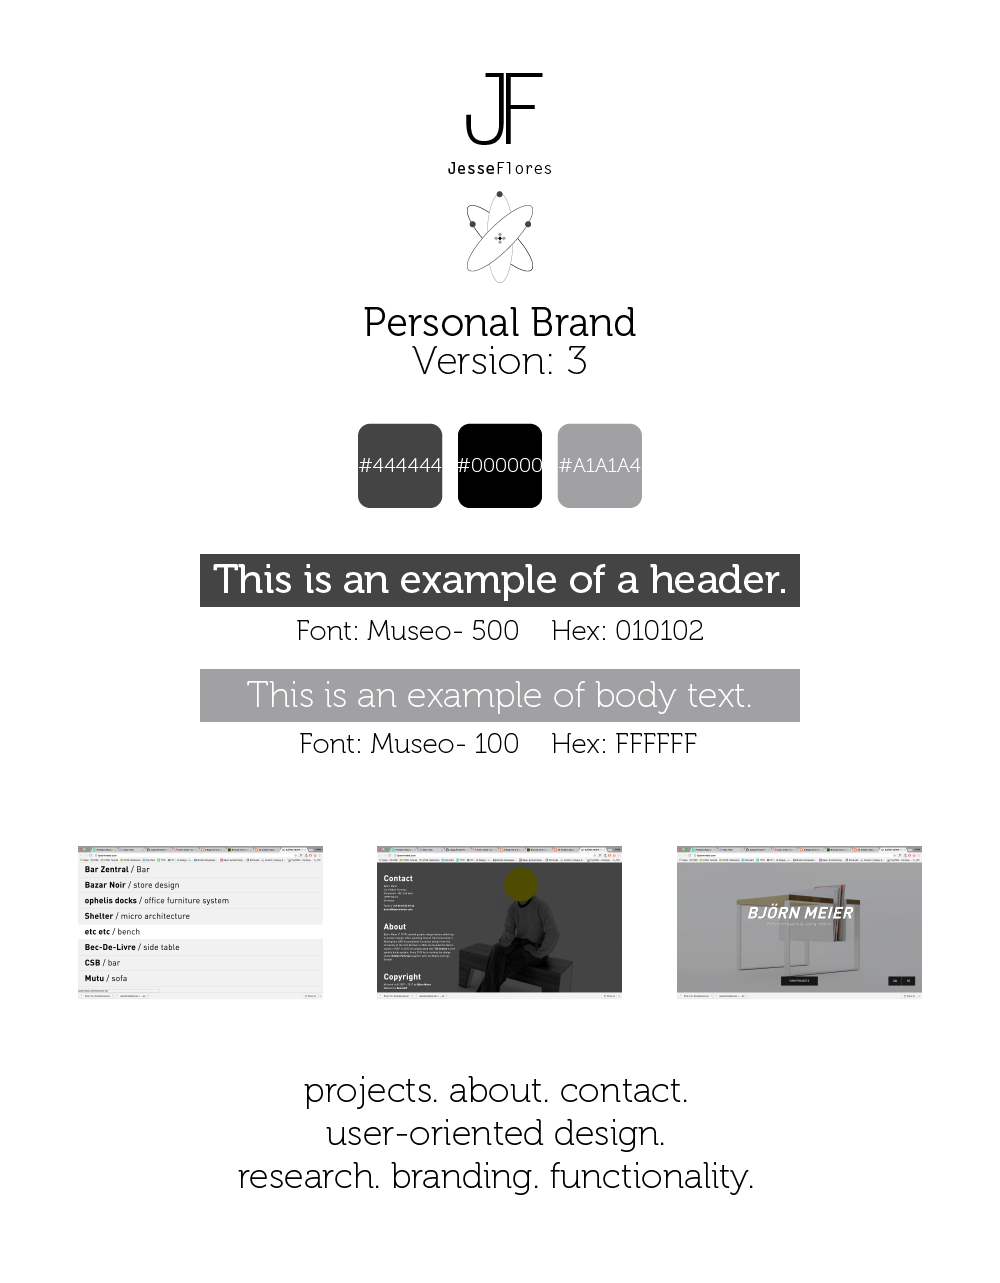 JF
JesseFlores
Personal Brand
Version: 3
#444444 #000000 #A1A1A4
This is an example of a header.
Font: Museo- 500 Hex: 010102
This is an example of body text.
Font: Museo- 100 Hex: FFFFFF
Bar Zentral / Bar
Bazar Noir / store design
ophelis docks / office furniture system
Shelter / micro architecture
etc etc / bench
Bec-De-Livre / side table
CSB / bar
Mutu / sofa
Contact
About
Copyright
BJÖRN MEIER
projects. about. contact.
user-oriented design.
research. branding. functionality.